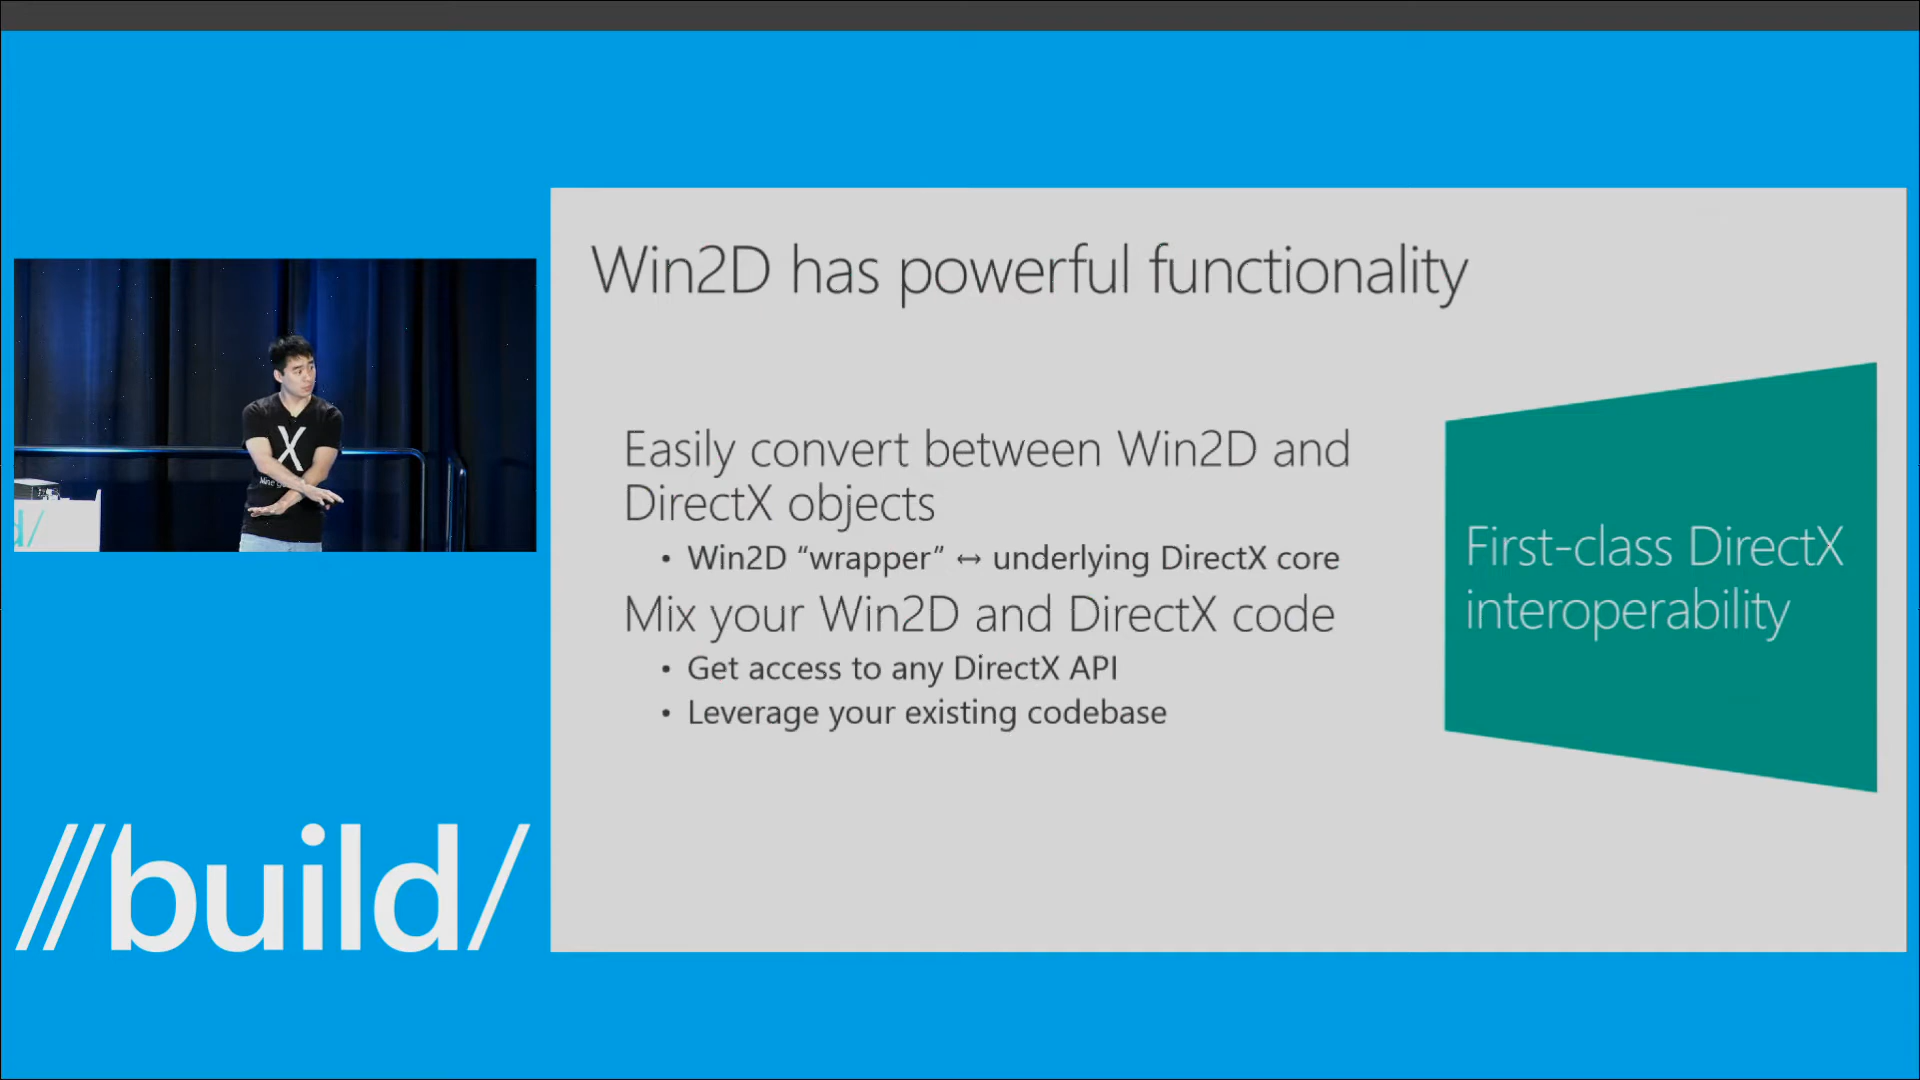 Win2D has powerful functionality
Easily convert between Win2D and
DirectX objects
• Win2D “wrapper” ↔ underlying DirectX core
Mix your Win2D and DirectX code
• Get access to any DirectX API
• Leverage your existing codebase
First-class DirectX
interoperability
X
d/
//build/